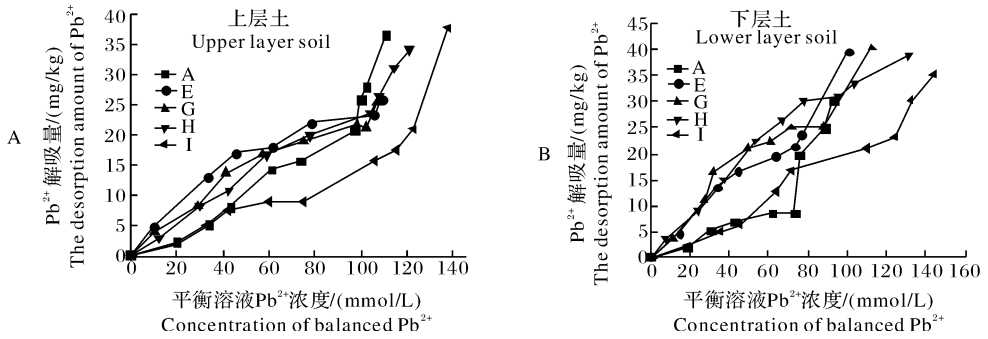 A
上层土
Upper layer soil
Pb²⁺解吸量/(mg/kg)
The desorption amount of Pb²⁺
40
35
30
25
20
15
10
5
0
A
E
G
H
I
0 20 40 60 80 100 120 140
平衡溶液Pb²⁺浓度/(mmol/L)
Concentration of balanced Pb²⁺
B
下层土
Lower layer soil
Pb²⁺解吸量/(mg/kg)
The desorption amount of Pb²⁺
45
40
35
30
25
20
15
10
5
0
A
E
G
H
I
0 20 40 60 80 100 120 140 160
平衡溶液Pb²⁺浓度/(mmol/L)
Concentration of balanced Pb²⁺